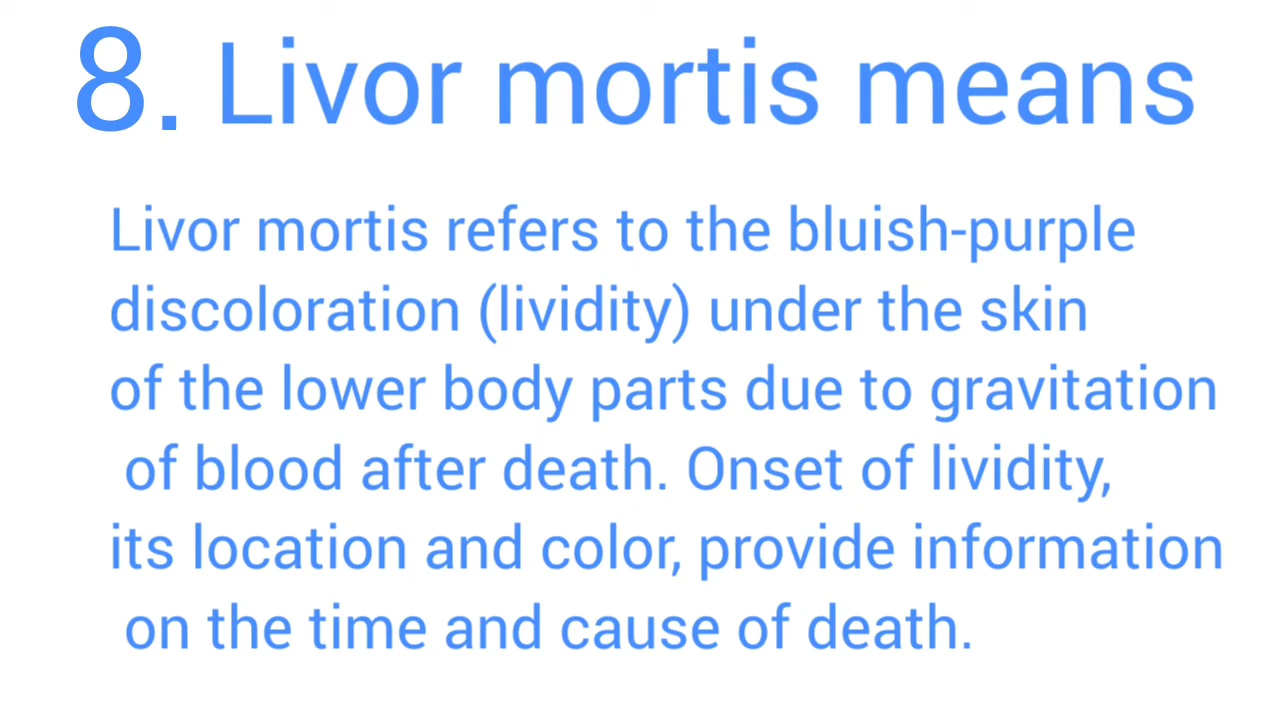 8. Livor mortis means
Livor mortis refers to the bluish-purple
discoloration (lividity) under the skin
of the lower body parts due to gravitation
of blood after death. Onset of lividity,
its location and color, provide information
on the time and cause of death.